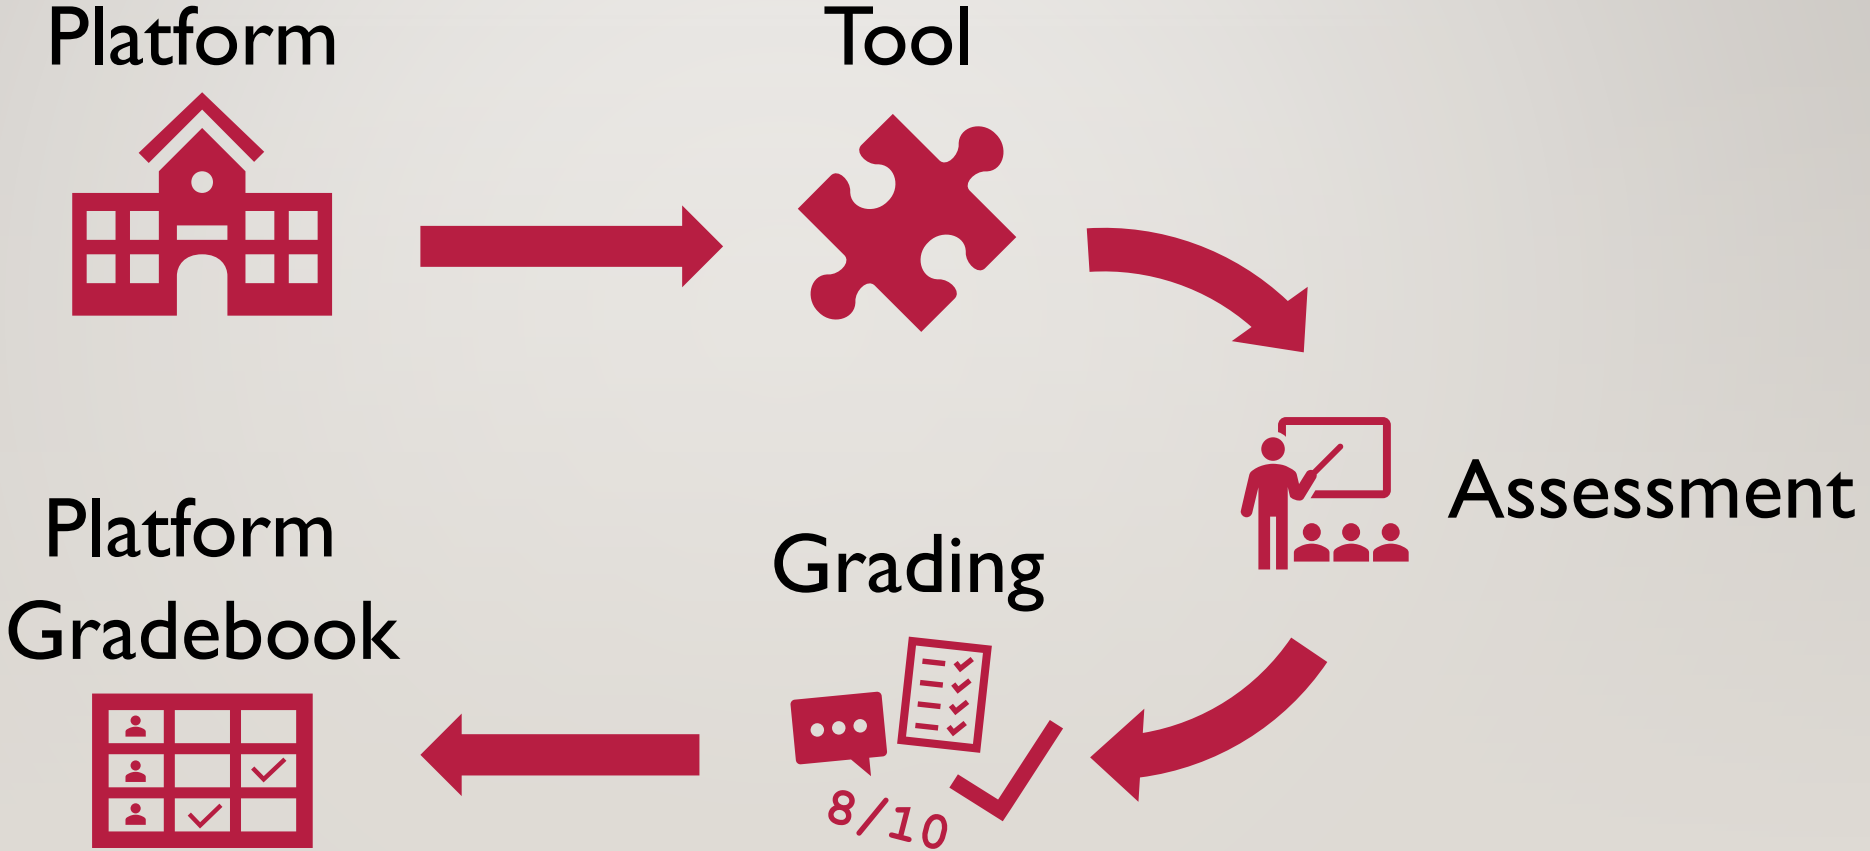 Platform
Tool
Assessment
Grading
8/10
Platform
Gradebook